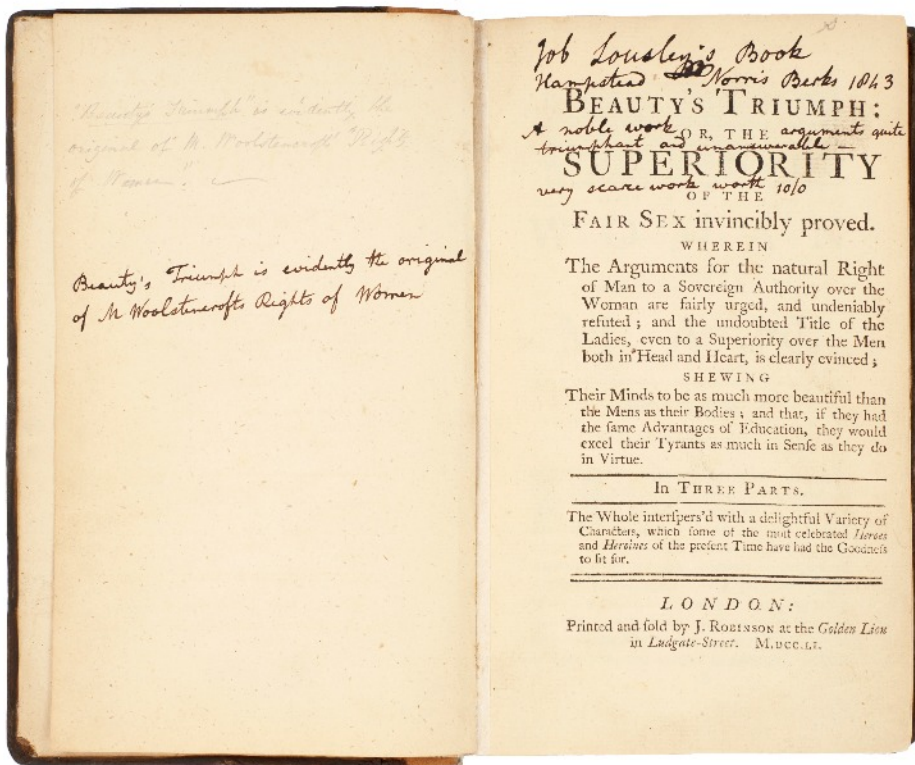 "Beauty's Triumph" is evidently the
original of M. Woolstencroft "Rights
of Women."
Beauty's Triumph is evidently the original
of M Woolstencrofts Rights of Women
Job Lousley's Book
Hampstead Norris Berks 1843
BEAUTY'S TRIUMPH:
A noble work arguments quite
OR, THE
triumphant and unanswerable —
SUPERIORITY
very scarce work worth 10/0
OF THE
FAIR SEX invincibly proved.
WHEREIN
The Arguments for the natural Right
of Man to a Sovereign Authority over the
Woman are fairly urged, and undeniably
refuted; and the undoubted Title of the
Ladies, even to a Superiority over the Men
both in Head and Heart, is clearly evinced;
SHEWING
Their Minds to be as much more beautiful than
the Mens as their Bodies; and that, if they had
the ſame Advantages of Education, they would
excel their Tyrants as much in Senſe as they do
in Virtue.
In THREE PARTS.
The Whole interſpers'd with a delightful Variety of
Characters, which ſome of the moſt celebrated Heroes
and Heroines of the preſent Time have had the Goodneſs
to ſit for.
LONDON:
Printed and ſold by J. ROBINSON at the Golden Lion
in Ludgate-Street. M.DCC.LI.